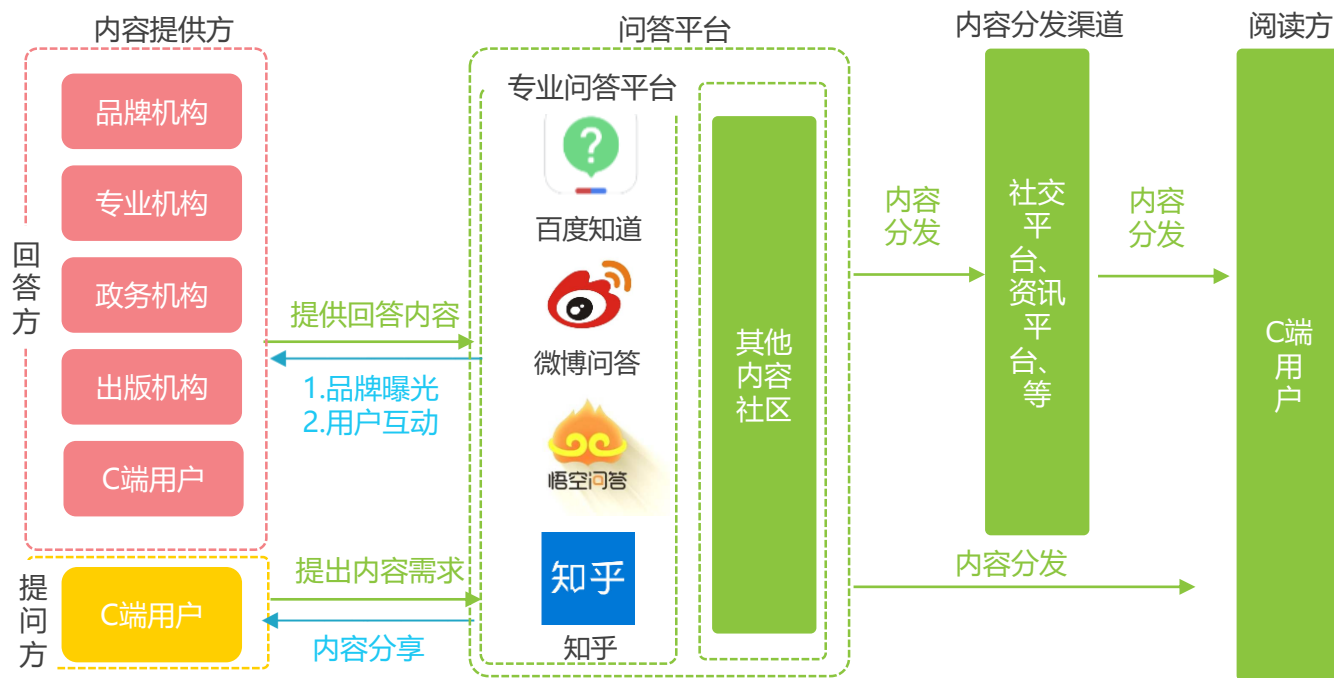 内容提供方
问答平台
内容分发渠道
阅读方
回
答
方
品牌机构
专业机构
政务机构
出版机构
C端用户
提
问
方
C端用户
提供回答内容
1.品牌曝光
2.用户互动
提出内容需求
内容分享
专业问答平台
?
百度知道
微博问答
悟空问答
知乎
知乎
其他
内容
社区
内容
分发
社交
平
台、
资讯
平
台、
等
内容
分发
内容分发
C端
用
户